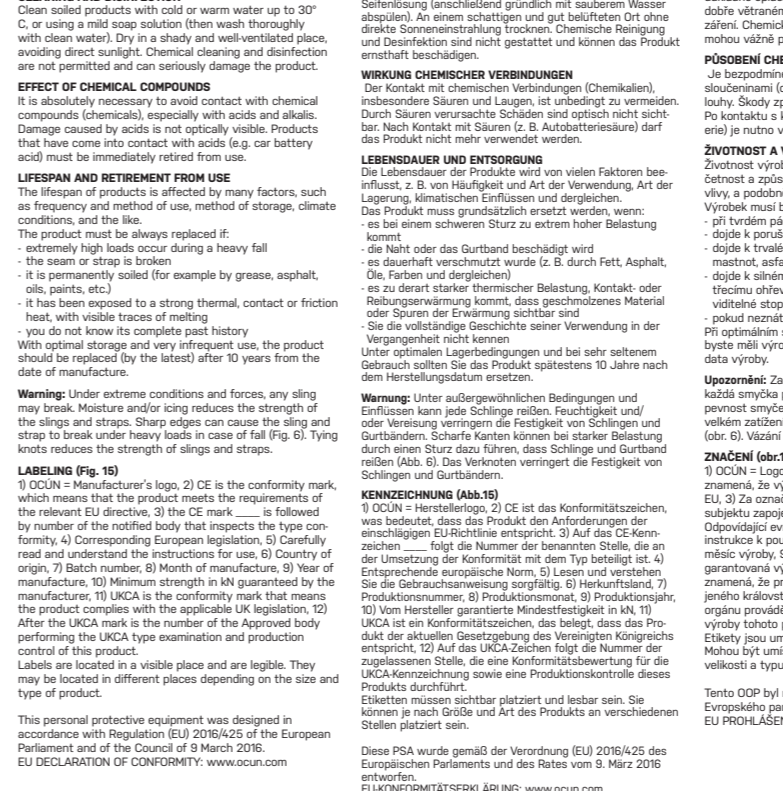 Clean soiled products with cold or warm water up to 30°
C, or using a mild soap solution (then wash thoroughly
with clean water). Dry in a shady and well-ventilated place,
avoiding direct sunlight. Chemical cleaning and disinfection
are not permitted and can seriously damage the product.
EFFECT OF CHEMICAL COMPOUNDS
It is absolutely necessary to avoid contact with chemical
compounds (chemicals), especially with acids and alkalis.
Damage caused by acids is not optically visible. Products
that have come into contact with acids (e.g. car battery
acid) must be immediately retired from use.
LIFESPAN AND RETIREMENT FROM USE
The lifespan of products is affected by many factors, such
as frequency and method of use, method of storage, climate
conditions, and the like.
The product must be always replaced if:
- extremely high loads occur during a heavy fall
- the seam or strap is broken
- it is permanently soiled (for example by grease, asphalt,
oils, paints, etc.)
- it has been exposed to a strong thermal, contact or friction
heat, with visible traces of melting
- you do not know its complete past history
With optimal storage and very infrequent use, the product
should be replaced (by the latest) after 10 years from the
date of manufacture.
Warning: Under extreme conditions and forces, any sling
may break. Moisture and/or icing reduces the strength of
the slings and straps. Sharp edges can cause the sling and
strap to break under heavy loads in case of fall (Fig. 6). Tying
knots reduces the strength of slings and straps.
LABELING (Fig. 15)
1) OCÚN = Manufacturer's logo, 2) CE is the conformity mark,
which means that the product meets the requirements of
the relevant EU directive, 3) the CE mark ____ is followed
by number of the notified body that inspects the type con-
formity, 4) Corresponding European legislation, 5) Carefully
read and understand the instructions for use, 6) Country of
origin, 7) Batch number, 8) Month of manufacture, 9) Year of
manufacture, 10) Minimum strength in kN guaranteed by the
manufacturer, 11) UKCA is the conformity mark that means
the product complies with the applicable UK legislation, 12)
After the UKCA mark is the number of the Approved body
performing the UKCA type examination and production
control of this product.
Labels are located in a visible place and are legible. They
may be located in different places depending on the size and
type of product.
This personal protective equipment was designed in
accordance with Regulation (EU) 2016/425 of the European
Parliament and of the Council of 9 March 2016.
EU DECLARATION OF CONFORMITY: www.ocun.com
Seifenlösung (anschließend gründlich mit sauberem Wasser
abspülen). An einem schattigen und gut belüfteten Ort ohne
direkte Sonneneinstrahlung trocknen. Chemische Reinigung
und Desinfektion sind nicht gestattet und können das Produkt
ernsthaft beschädigen.
WIRKUNG CHEMISCHER VERBINDUNGEN
Der Kontakt mit chemischen Verbindungen (Chemikalien),
insbesondere Säuren und Laugen, ist unbedingt zu vermeiden.
Durch Säuren verursachte Schäden sind optisch nicht sicht-
bar. Nach Kontakt mit Säuren (z. B. Autobatteriesäure) darf
das Produkt nicht mehr verwendet werden.
LEBENSDAUER UND ENTSORGUNG
Die Lebensdauer der Produkte wird von vielen Faktoren bee-
influsst, z. B. von Häufigkeit und Art der Verwendung, Art der
Lagerung, klimatischen Einflüssen und dergleichen.
Das Produkt muss grundsätzlich ersetzt werden, wenn:
- es bei einem schweren Sturz zu extrem hoher Belastung
kommt
- die Naht oder das Gurtband beschädigt wird
- es dauerhaft verschmutzt wurde (z. B. durch Fett, Asphalt,
Öle, Farben und dergleichen)
- es zu derart starker thermischer Belastung, Kontakt- oder
Reibungserwärmung kommt, dass geschmolzenes Material
oder Spuren der Erwärmung sichtbar sind
- Sie die vollständige Geschichte seiner Verwendung in der
Vergangenheit nicht kennen
Unter optimalen Lagerbedingungen und bei sehr seltenem
Gebrauch sollten Sie das Produkt spätestens 10 Jahre nach
dem Herstellungsdatum ersetzen.
Warnung: Unter außergewöhnlichen Bedingungen und
Einflüssen kann jede Schlinge reißen. Feuchtigkeit und/
oder Vereisung verringern die Festigkeit von Schlingen und
Gurtbändern. Scharfe Kanten können bei starker Belastung
durch einen Sturz dazu führen, dass Schlinge und Gurtband
reißen (Abb. 6). Das Verknoten verringert die Festigkeit von
Schlingen und Gurtbändern.
KENNZEICHNUNG (Abb.15)
1) OCÚN = Herstellerlogo, 2) CE ist das Konformitätszeichen,
was bedeutet, dass das Produkt den Anforderungen der
einschlägigen EU-Richtlinie entspricht. 3) Auf das CE-Kenn-
zeichen ____ folgt die Nummer der benannten Stelle, die an
der Umsetzung der Konformität mit dem Typ beteiligt ist. 4)
Entsprechende europäische Norm, 5) Lesen und verstehen
Sie die Gebrauchsanweisung sorgfältig. 6) Herkunftsland, 7)
Produktionsnummer, 8) Produktionsmonat, 9) Produktionsjahr,
10) Vom Hersteller garantierte Mindestfestigkeit in kN, 11)
UKCA ist ein Konformitätszeichen, das belegt, dass das Pro-
dukt der aktuellen Gesetzgebung des Vereinigten Königreichs
entspricht, 12) Auf das UKCA-Zeichen folgt die Nummer der
zugelassenen Stelle, die eine Konformitätsbewertung für die
UKCA-Kennzeichnung sowie eine Produktionskontrolle dieses
Produkts durchführt.
Etiketten müssen sichtbar platziert und lesbar sein. Sie
können je nach Größe und Art des Produkts an verschiedenen
Stellen platziert sein.
Diese PSA wurde gemäß der Verordnung (EU) 2016/425 des
Europäischen Parlaments und des Rates vom 9. März 2016
entworfen.
EU-KONFORMITÄTSERKLÄRUNG: www.ocun.com
dobře větraném
záření. Chemick
mohou vážně p
PŮSOBENÍ CHE
Je bezpodmíne
sloučeninami (c
louhy. Škody zp
Po kontaktu s k
erie) je nutno v
ŽIVOTNOST A V
Životnost výrob
četnost a způs
vlivy, a podobn
Výrobek musí b
- při tvrdém pá
- dojde k poruš
- dojde k trvalé
mastnot, asfa
- dojde k silném
třecímu ohřev
viditelné stop
- pokud neznát
Při optimálním s
byste měli výro
data výroby.
Upozornění: Za
každá smyčka p
pevnost smyče
velkém zatížení
(obr. 6). Vázání
ZNAČENÍ (obr.1
1) OCÚN = Logo
znamená, že vý
EU, 3) Za označ
subjektu zapoje
Odpovídající ev
instrukce k pou
měsíc výroby, 9
garantovaná vý
znamená, že pr
jeného královst
orgánu provádě
výroby tohoto p
Etikety jsou um
Mohou být umí
velikosti a typu
Tento OOP byl n
Evropského par
EU PROHLÁŠEN